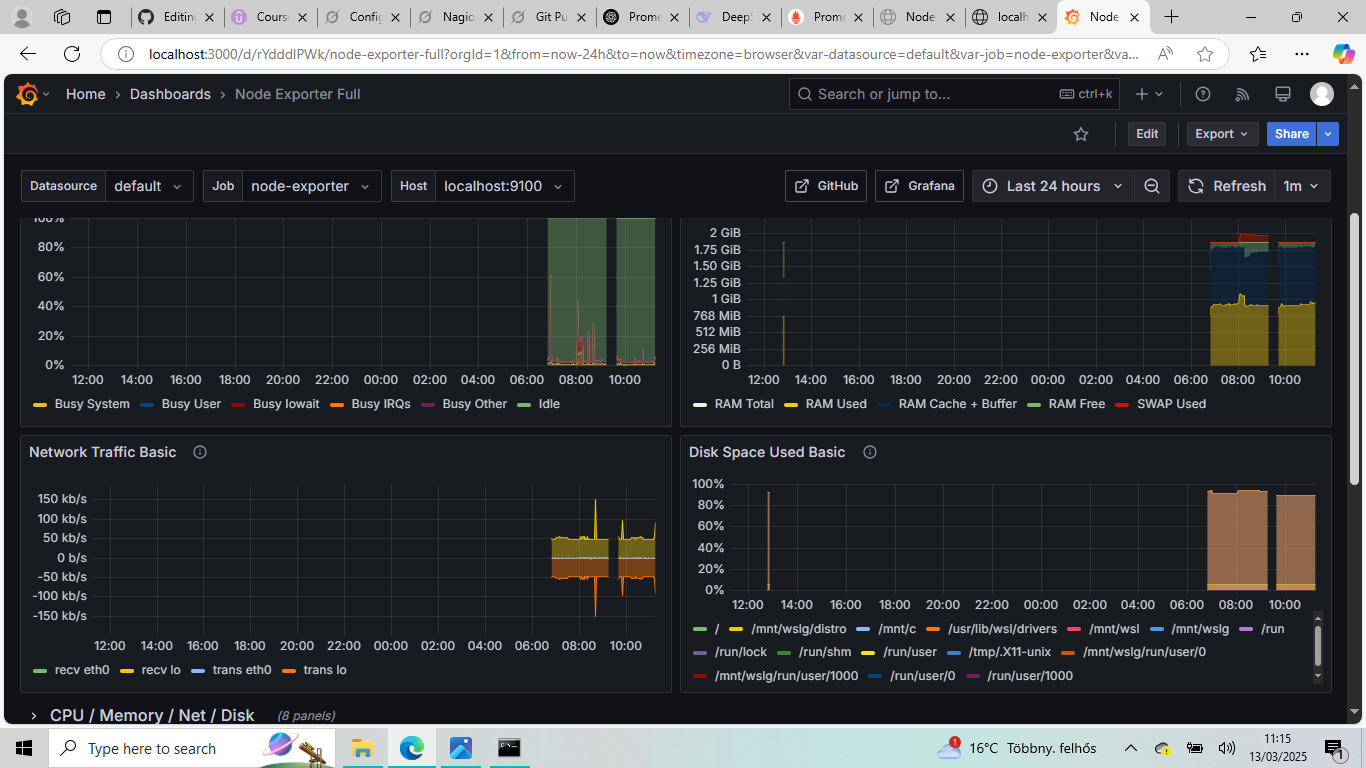 Editin
Course
Config
Nagio
Git Pu
Prome
DeepS
Prome
Node
localh
Node
localhost:3000/d/rYdddlPWk/node-exporter-full?orgId=1&from=now-24h&to=now&timezone=browser&var-datasource=default&var-job=node-exporter&va...
Home › Dashboards › Node Exporter Full
Search or jump to... ctrl+k
Edit Export Share
Datasource default Job node-exporter Host localhost:9100 GitHub Grafana Last 24 hours Refresh 1m
100%
80%
60%
40%
20%
0%
12:00 14:00 16:00 18:00 20:00 22:00 00:00 02:00 04:00 06:00 08:00 10:00
Busy System Busy User Busy Iowait Busy IRQs Busy Other Idle
2 GiB
1.75 GiB
1.50 GiB
1.25 GiB
1 GiB
768 MiB
512 MiB
256 MiB
0 B
12:00 14:00 16:00 18:00 20:00 22:00 00:00 02:00 04:00 06:00 08:00 10:00
RAM Total RAM Used RAM Cache + Buffer RAM Free SWAP Used
Network Traffic Basic
150 kb/s
100 kb/s
50 kb/s
0 b/s
-50 kb/s
-100 kb/s
-150 kb/s
12:00 14:00 16:00 18:00 20:00 22:00 00:00 02:00 04:00 06:00 08:00 10:00
recv eth0 recv lo trans eth0 trans lo
Disk Space Used Basic
100%
80%
60%
40%
20%
0%
12:00 14:00 16:00 18:00 20:00 22:00 00:00 02:00 04:00 06:00 08:00 10:00
/ /mnt/wslg/distro /mnt/c /usr/lib/wsl/drivers /mnt/wsl /mnt/wslg /run
/run/lock /run/shm /run/user /tmp/.X11-unix /mnt/wslg/run/user/0
/mnt/wslg/run/user/1000 /run/user/0 /run/user/1000
CPU / Memory / Net / Disk (8 panels)
Type here to search
1
16°C Többny. felhős
11:15
13/03/2025
1